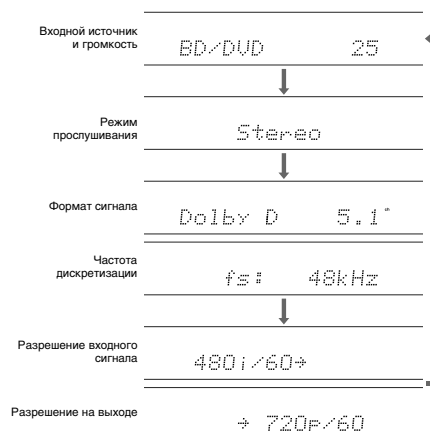 Входной источник
и громкость
BD/DVD 25
Режим
прослушивания
Stereo
Формат сигнала
Dolby D 5.1
Частота
дискретизации
fs: 48kHz
Разрешение входного
сигнала
480i/60→
Разрешение на выходе
→ 720p/60